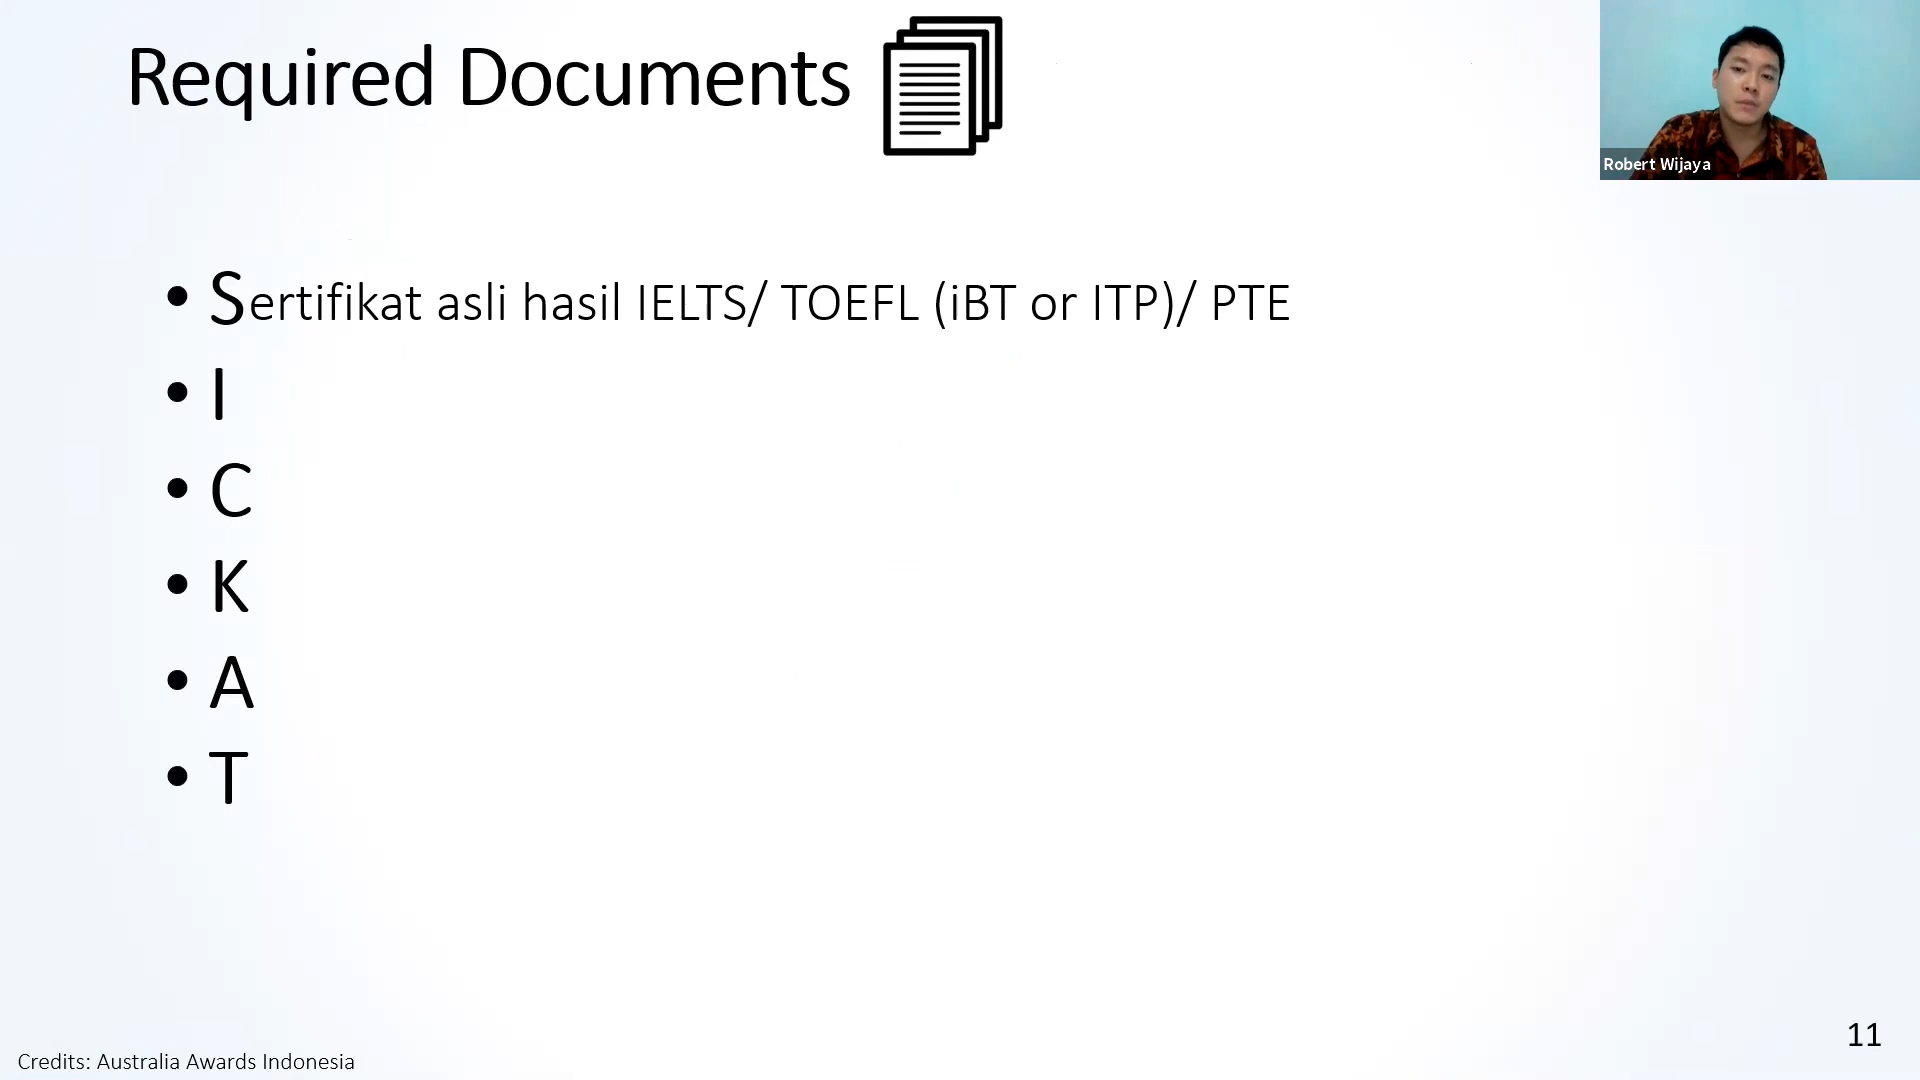 Required Documents
Robert Wijaya
• Sertifikat asli hasil IELTS/ TOEFL (iBT or ITP)/ PTE
• I
• C
• K
• A
• T
11
Credits: Australia Awards Indonesia